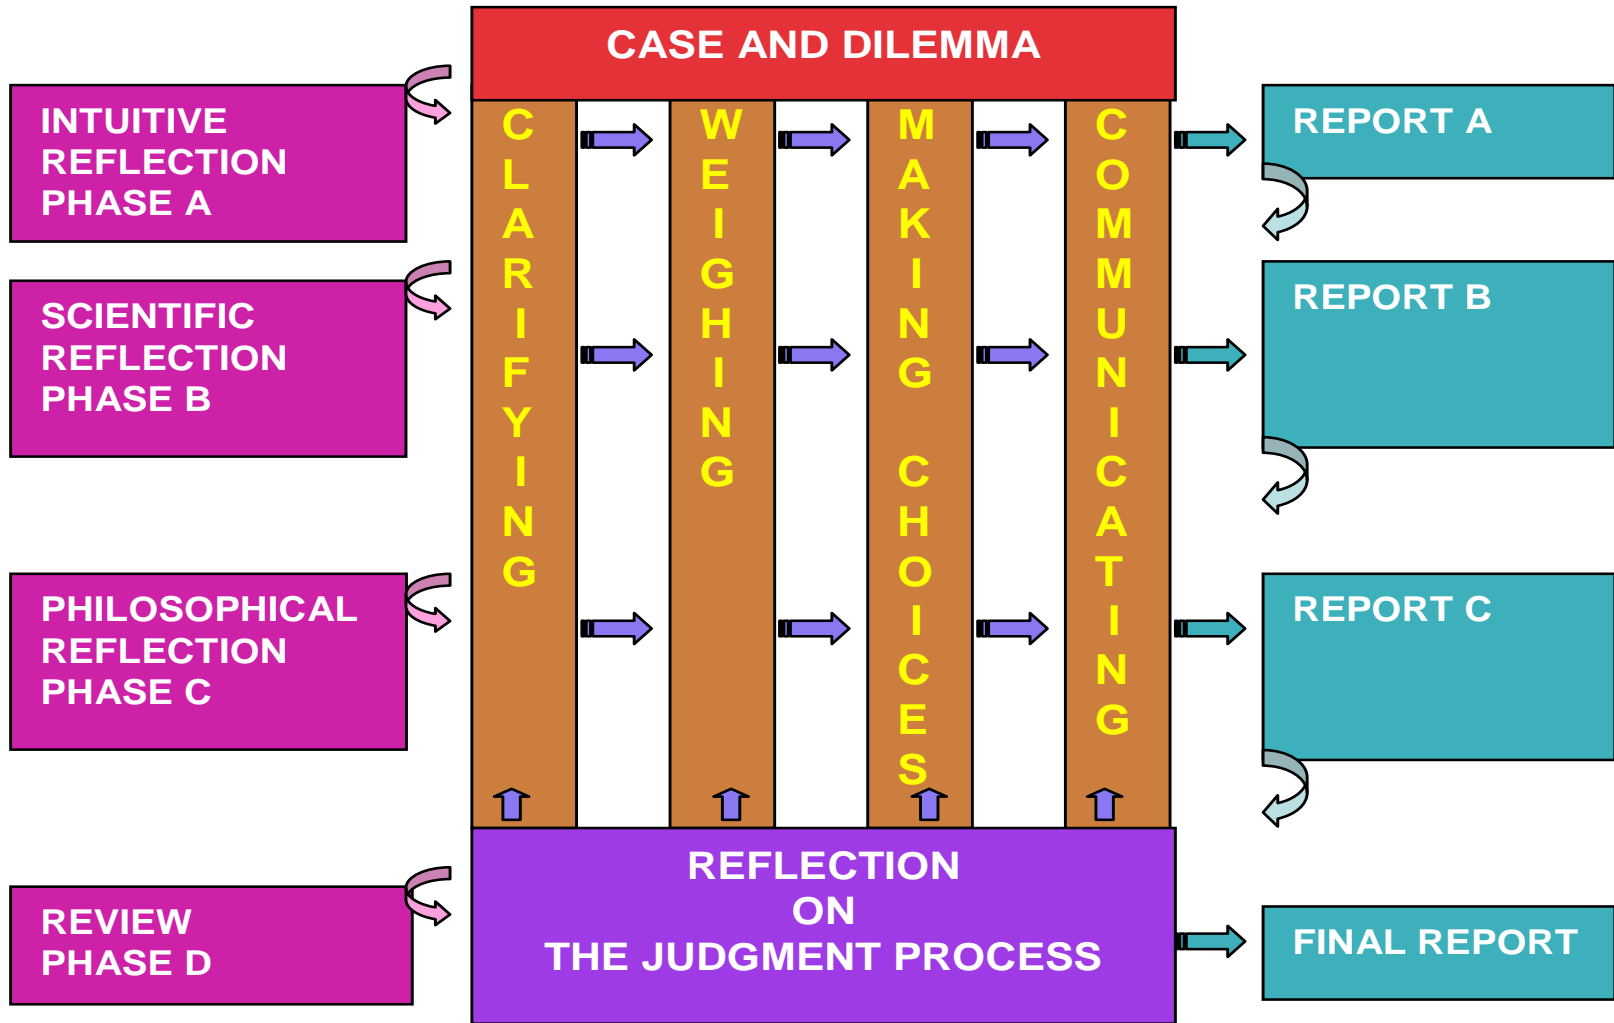 CASE AND DILEMMA
INTUITIVE
REFLECTION
PHASE A
SCIENTIFIC
REFLECTION
PHASE B
PHILOSOPHICAL
REFLECTION
PHASE C
REVIEW
PHASE D
CLARIFYING
WEIGHING
MAKING CHOICES
COMMUNICATING
REFLECTION
ON
THE JUDGMENT PROCESS
REPORT A
REPORT B
REPORT C
FINAL REPORT